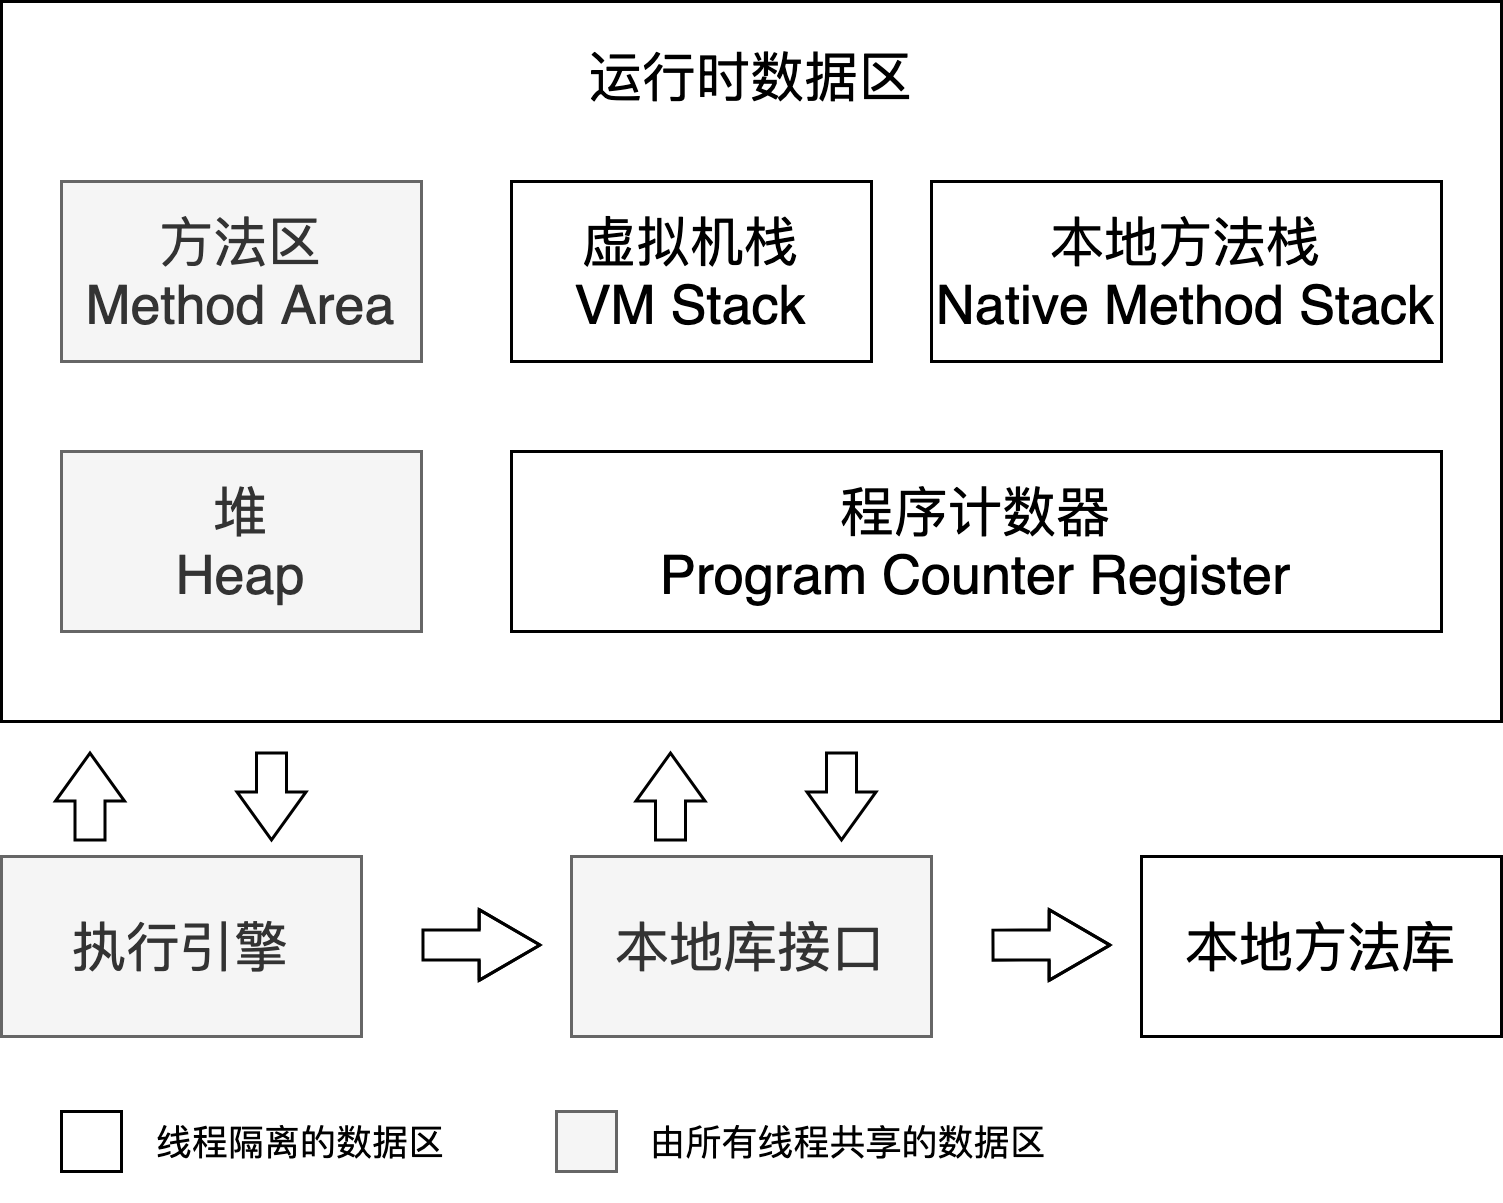 运行时数据区
方法区
Method Area
虚拟机栈
VM Stack
本地方法栈
Native Method Stack
堆
Heap
程序计数器
Program Counter Register
执行引擎
本地库接口
本地方法库
线程隔离的数据区
由所有线程共享的数据区